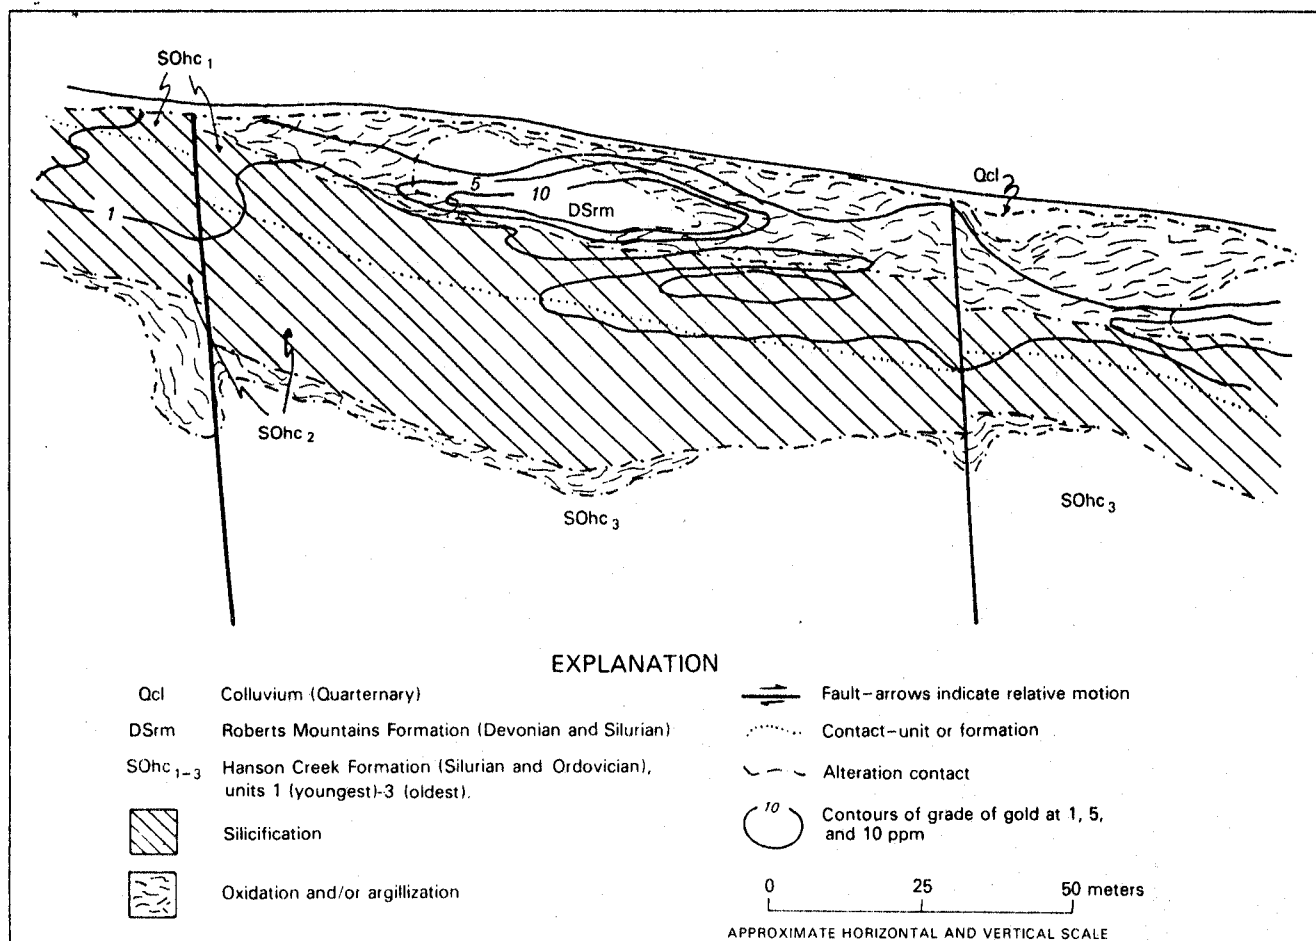 SOhc 1
Qcl
1
5
10
DSrm
SOhc 2
SOhc 3
SOhc 3
EXPLANATION
Qcl Colluvium (Quarternary)
DSrm Roberts Mountains Formation (Devonian and Silurian)
SOhc 1-3 Hanson Creek Formation (Silurian and Ordovician),
units 1 (youngest)-3 (oldest).
Silicification
Oxidation and/or argillization
Fault-arrows indicate relative motion
Contact-unit or formation
Alteration contact
10 Contours of grade of gold at 1, 5,
and 10 ppm
0 25 50 meters
APPROXIMATE HORIZONTAL AND VERTICAL SCALE